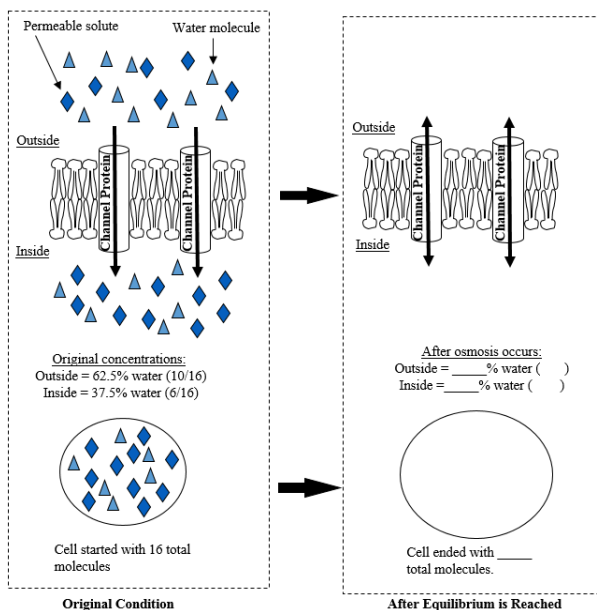 Permeable solute
Water molecule
Outside
Channel Protein
Channel Protein
Inside
Original concentrations:
Outside = 62.5% water (10/16)
Inside = 37.5% water (6/16)
Cell started with 16 total
molecules
Original Condition
Outside
Channel Protein
Channel Protein
Inside
After osmosis occurs:
Outside = _____% water (      )
Inside =_____% water (      )
Cell ended with _____
total molecules.
After Equilibrium is Reached